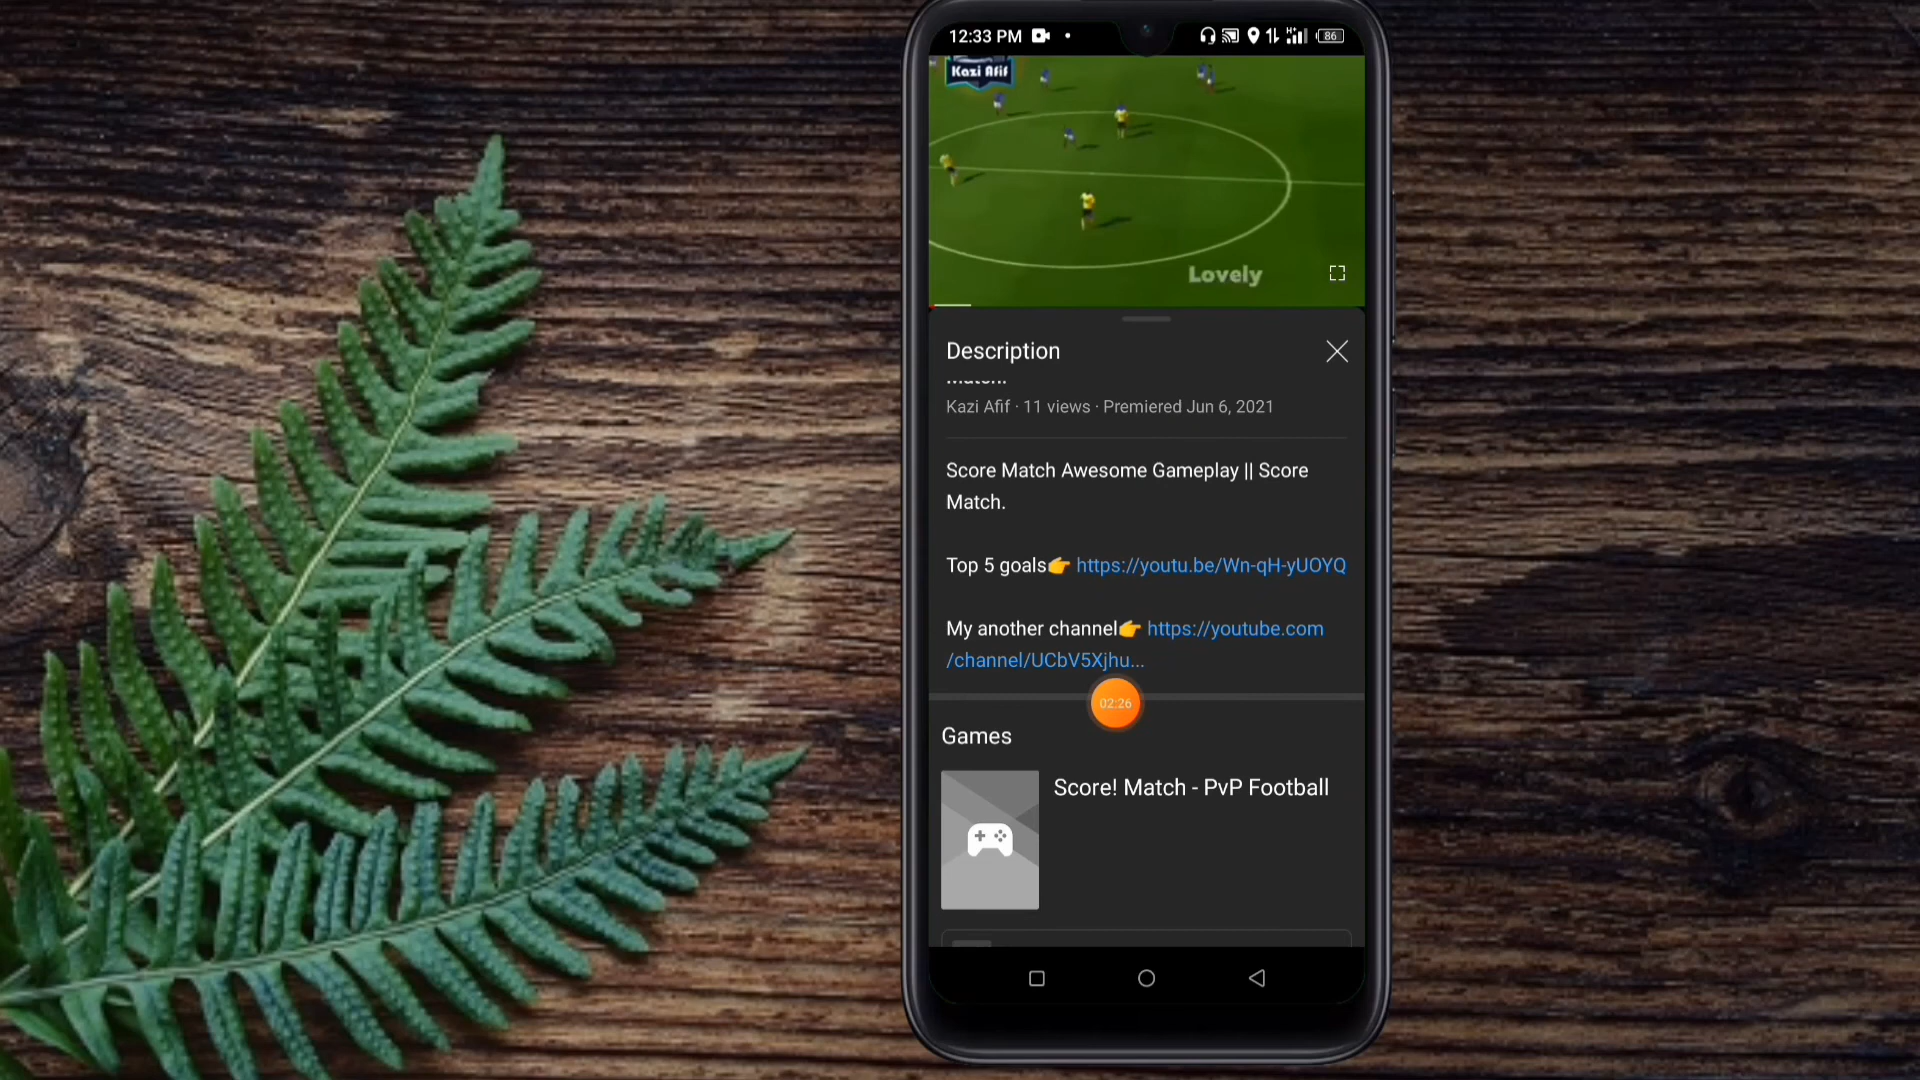 12:33 PM
86
Kazi Afif
Lovely
Description
Match.
Kazi Afif · 11 views · Premiered Jun 6, 2021
Score Match Awesome Gameplay || Score
Match.
Top 5 goals👉 https://youtu.be/Wn-qH-yUOYQ
My another channel👉 https://youtube.com
/channel/UCbV5Xjhu...
02:26
Games
Score! Match - PvP Football